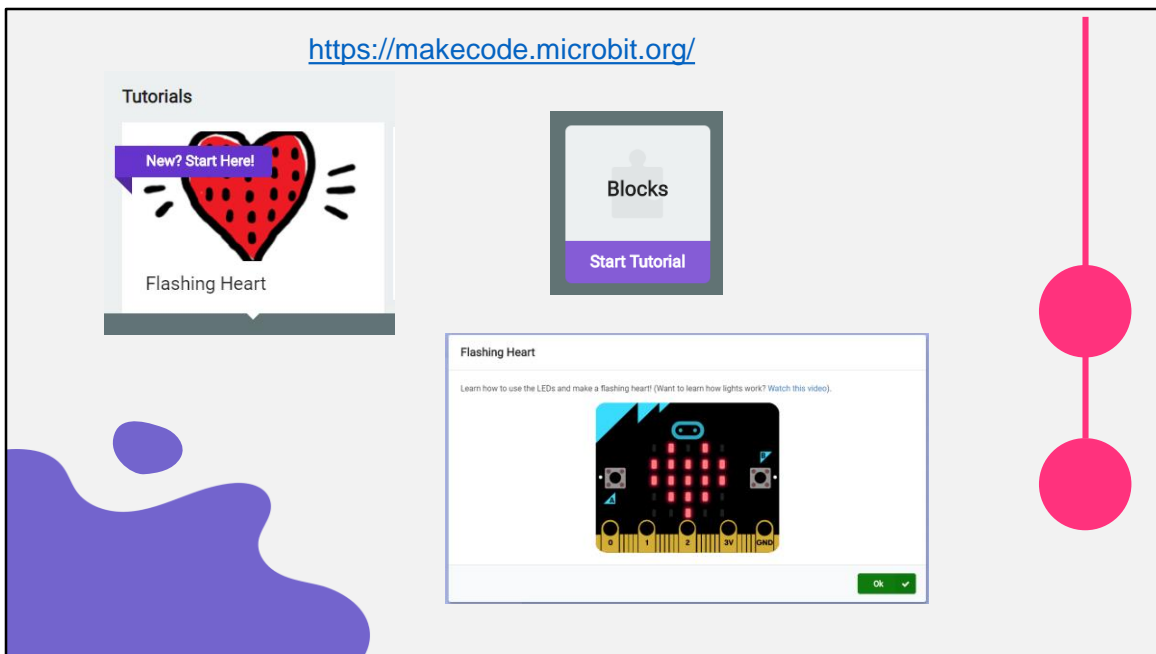 https://makecode.microbit.org/
Tutorials
New? Start Here!
Flashing Heart
Blocks
Start Tutorial
Flashing Heart
Learn how to use the LEDs and make a flashing heart! (Want to learn how lights work? Watch this video).
B
A
0 1 2 3V GND
Ok